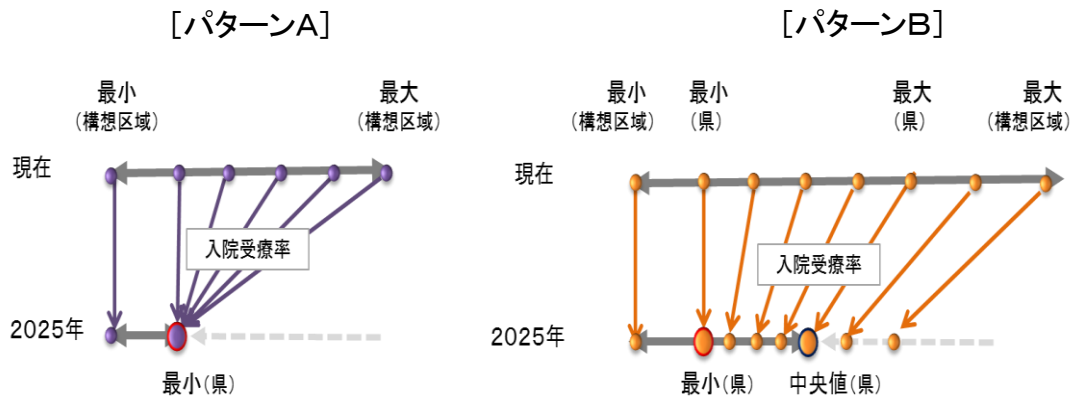 ［パターンＡ］
最小
（構想区域）
最大
（構想区域）
現在
入院受療率
2025年
最小（県）
［パターンＢ］
最小
（構想区域）
最小
（県）
最大
（県）
最大
（構想区域）
現在
入院受療率
2025年
最小（県）
中央値（県）